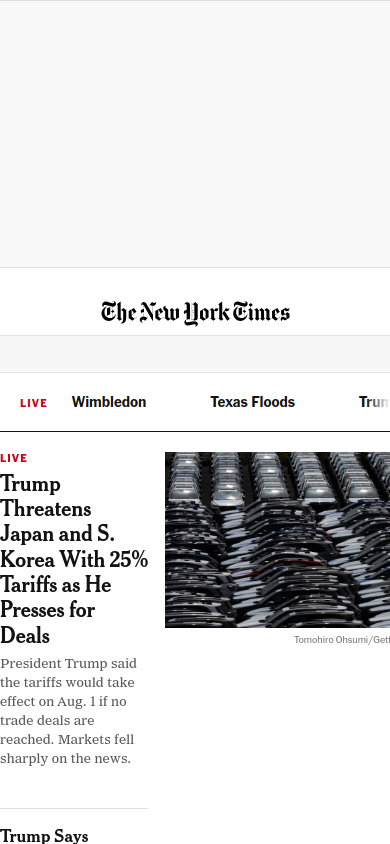 The New York Times
LIVE Wimbledon Texas Floods
LIVE
Trump
Threatens
Japan and S.
Korea With 25%
Tariffs as He
Presses for
Deals
President Trump said
the tariffs would take
effect on Aug. 1 if no
trade deals are
reached. Markets fell
sharply on the news.
Tomohiro Ohsumi/Gett
Trump Says